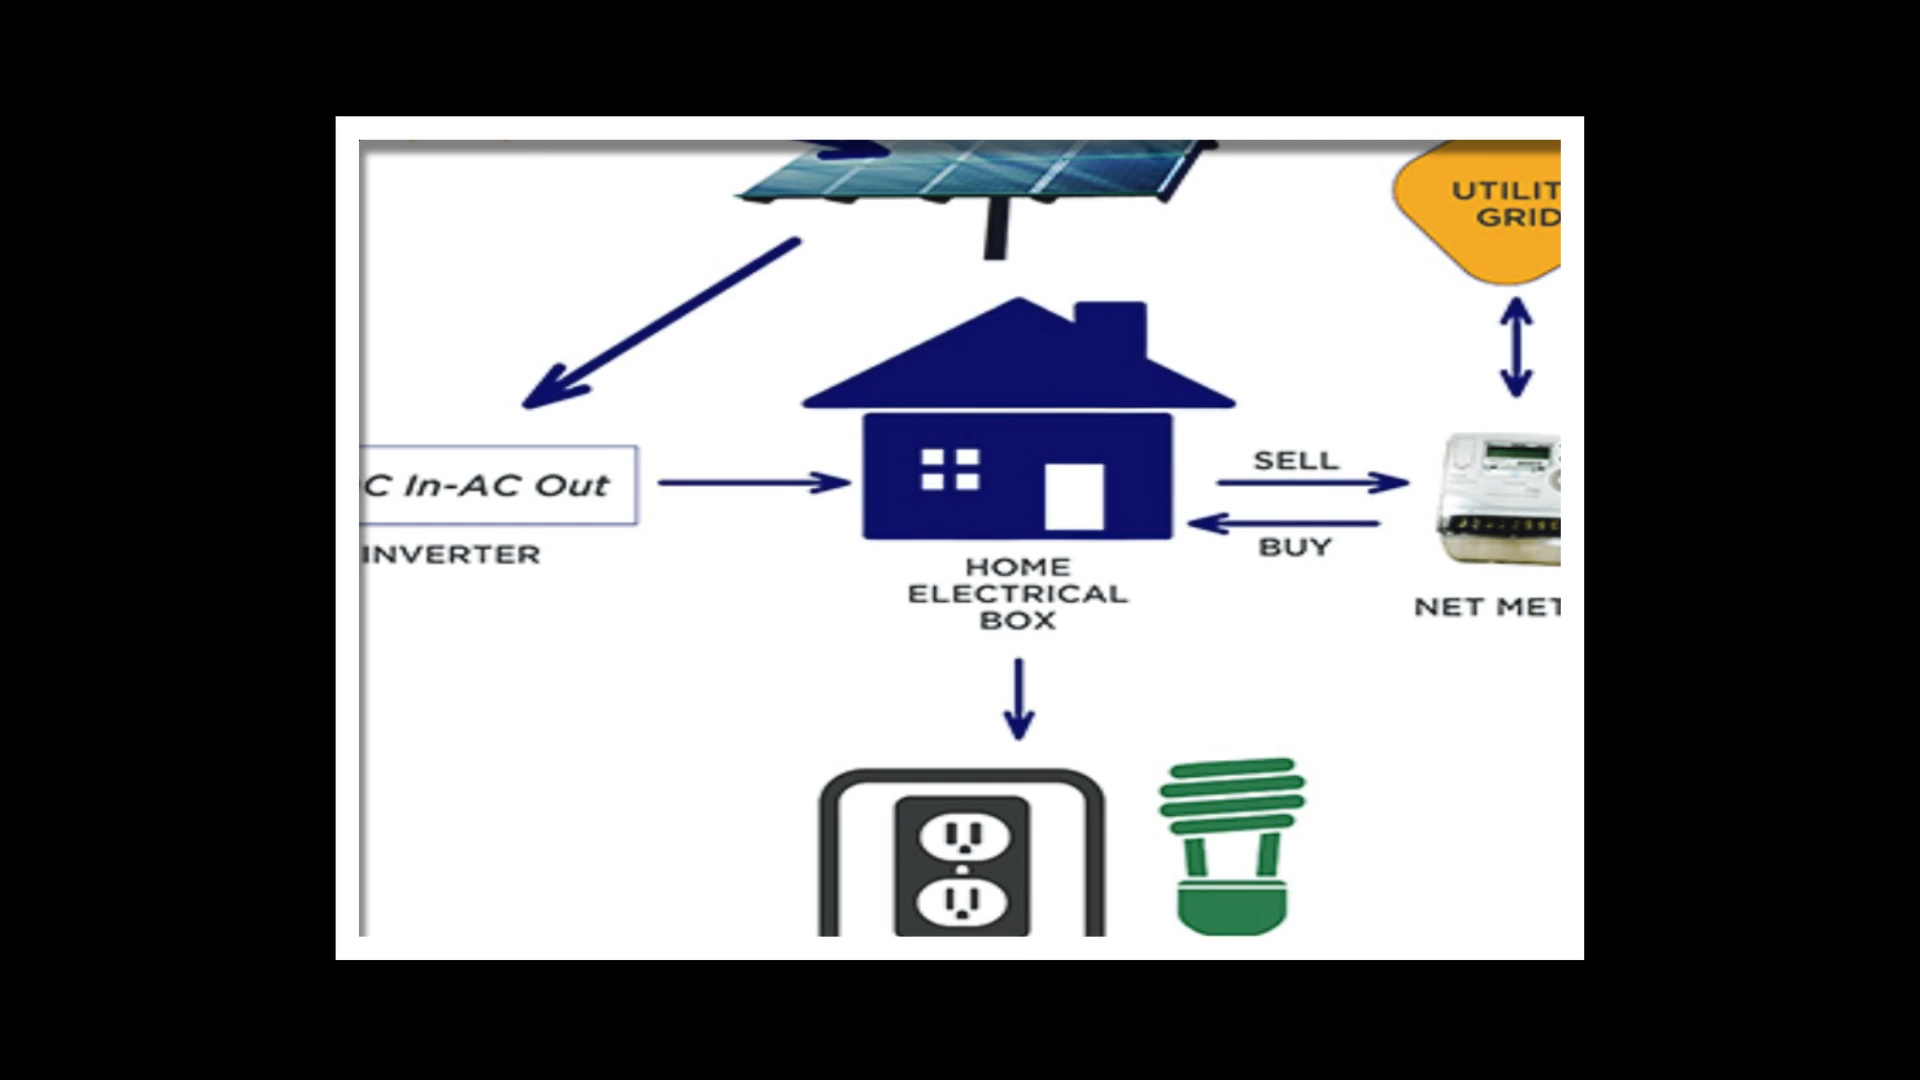 UTILIT
GRID
SELL
C In-AC Out
BUY
INVERTER
HOME
ELECTRICAL
BOX
NET MET